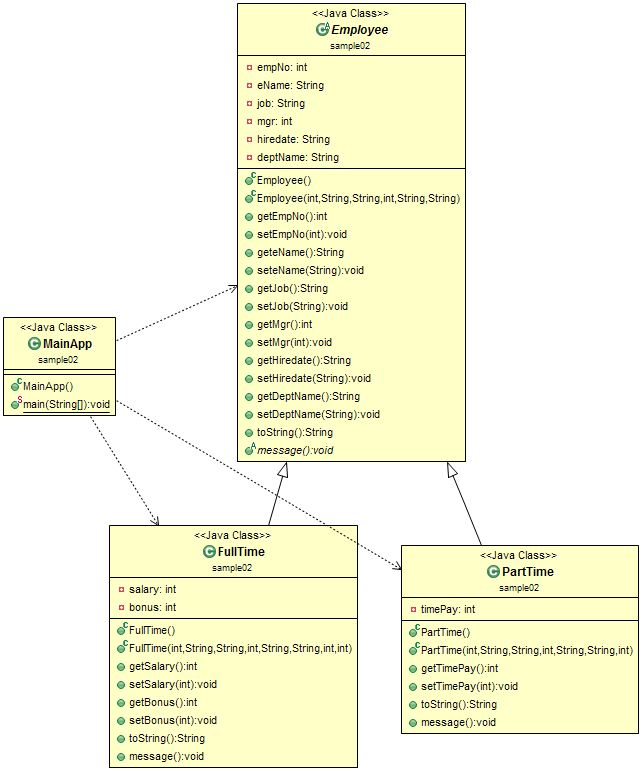 <<Java Class>>
Employee
sample02
empNo: int
eName: String
job: String
mgr: int
hiredate: String
deptName: String
Employee()
Employee(int,String,String,int,String,String)
getEmpNo():int
setEmpNo(int):void
geteName():String
seteName(String):void
getJob():String
setJob(String):void
getMgr():int
setMgr(int):void
getHiredate():String
setHiredate(String):void
getDeptName():String
setDeptName(String):void
toString():String
message():void
<<Java Class>>
MainApp
sample02
MainApp()
main(String[]):void
<<Java Class>>
FullTime
sample02
salary: int
bonus: int
FullTime()
FullTime(int,String,String,int,String,String,int,int)
getSalary():int
setSalary(int):void
getBonus():int
setBonus(int):void
toString():String
message():void
<<Java Class>>
PartTime
sample02
timePay: int
PartTime()
PartTime(int,String,String,int,String,String,int)
getTimePay():int
setTimePay(int):void
toString():String
message():void